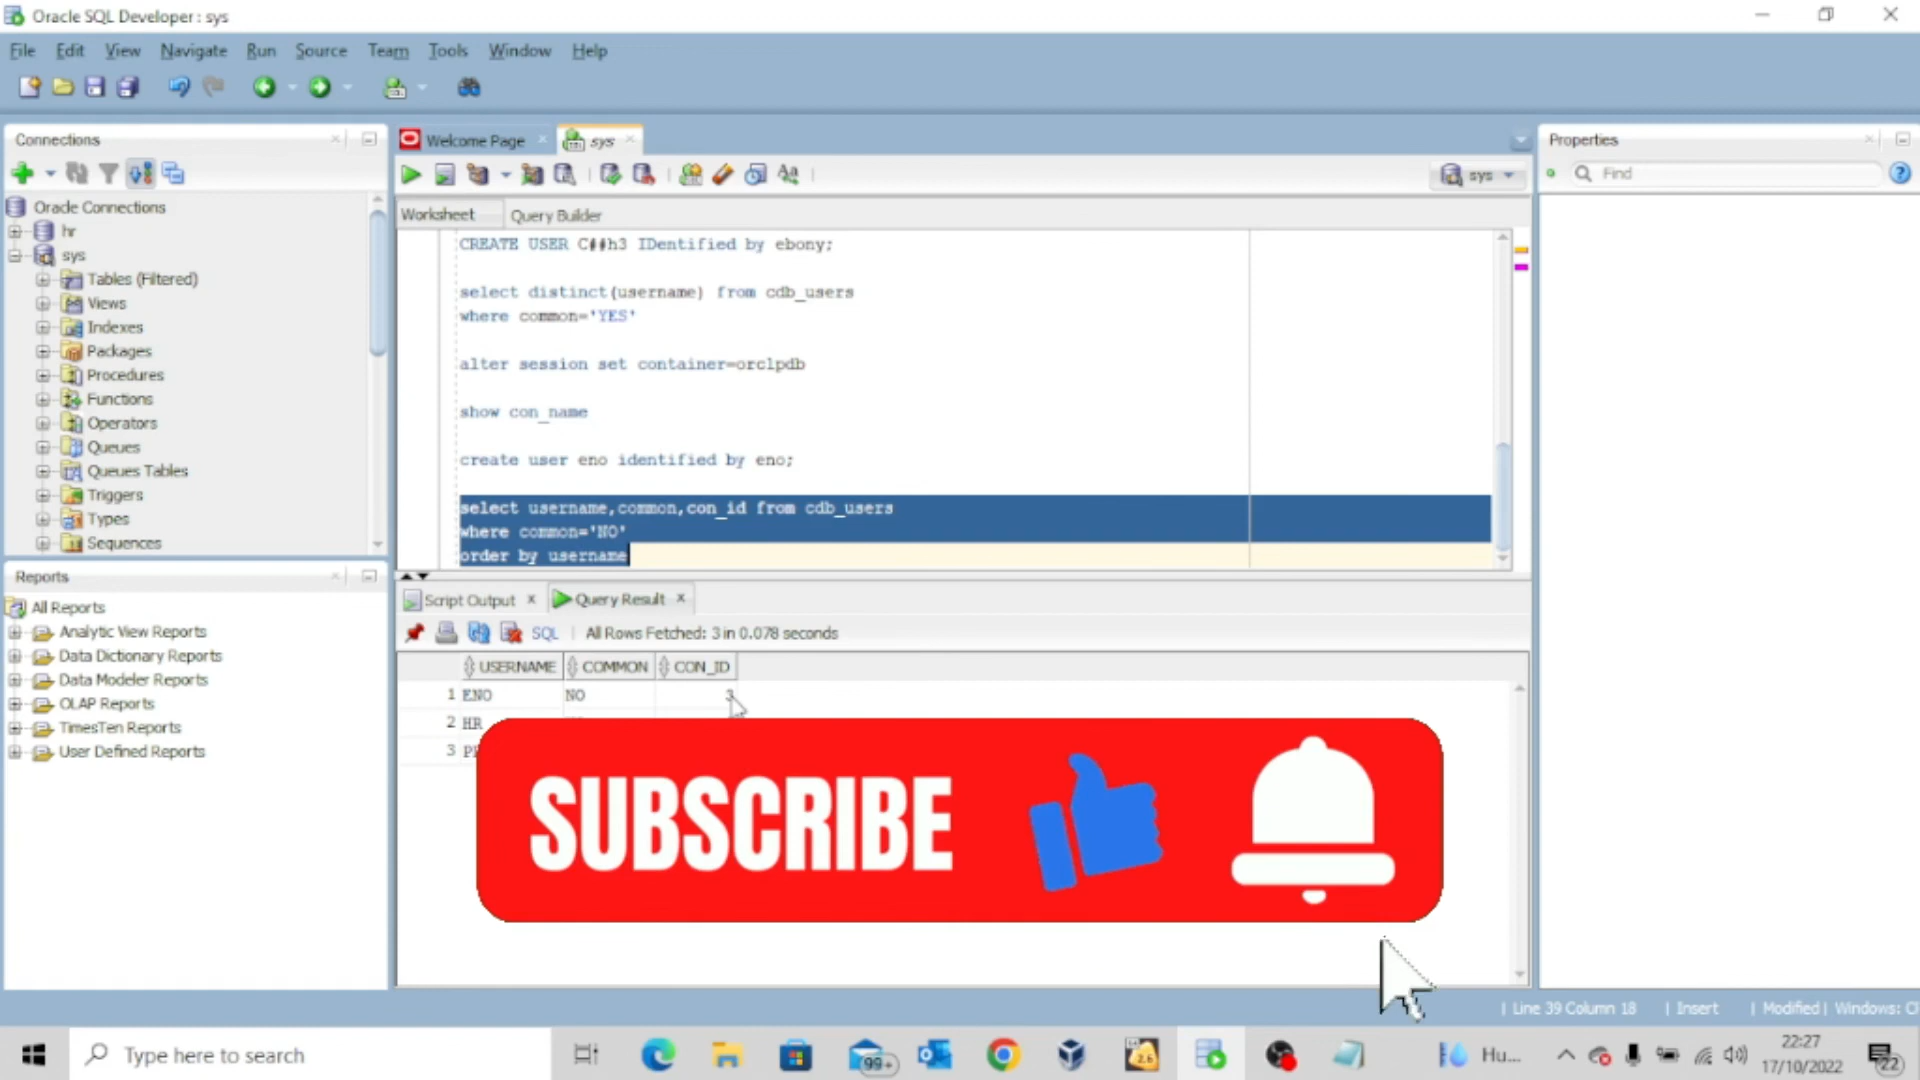 Oracle SQL Developer : sys
File Edit View Navigate Run Source Team Tools Window Help
Connections
Oracle Connections
hr
sys
Tables (Filtered)
Views
Indexes
Packages
Procedures
Functions
Operators
Queues
Queues Tables
Triggers
Types
Sequences
Reports
All Reports
Analytic View Reports
Data Dictionary Reports
Data Modeler Reports
OLAP Reports
TimesTen Reports
User Defined Reports
Welcome Page sys
sys
Worksheet Query Builder
CREATE USER C##h3 IDentified by ebony;
select distinct(username) from cdb_users
where common='YES'
alter session set container=orclpdb
show con_name
create user eno identified by eno;
select username,common,con_id from cdb_users
where common='NO'
order by username
Script Output Query Result
SQL All Rows Fetched: 3 in 0.078 seconds
USERNAME COMMON CON_ID
1 ENO NO 3
2 HR
3
SUBSCRIBE
Properties
Find
Line 39 Column 18 Insert Modified Windows:
Type here to search
99+
2.6
Hu...
22:27
17/10/2022
22